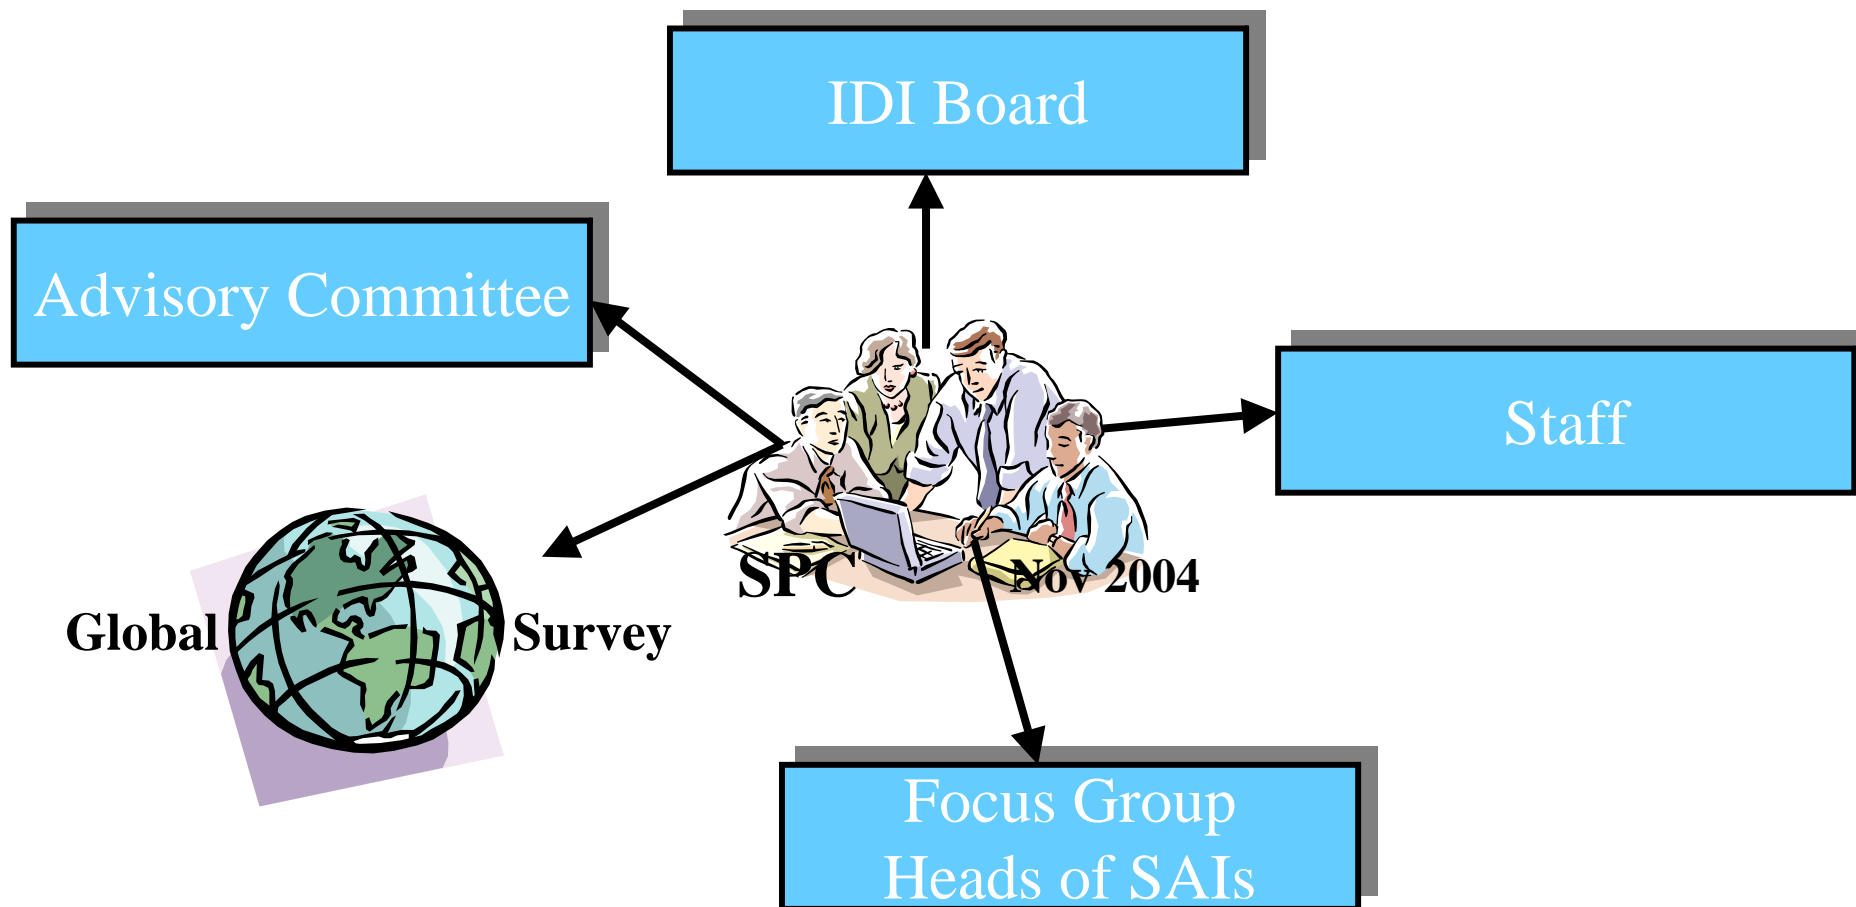 IDI Board
Advisory Committee
Staff
SPC
Nov 2004
Global
Survey
Focus Group
Heads of SAIs